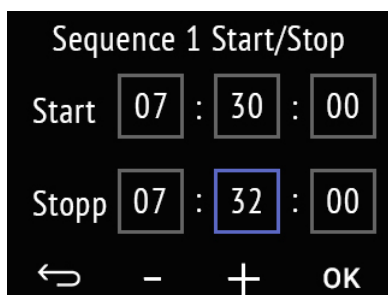 Sequence 1 Start/Stop
Start 07 : 30 : 00
Stopp 07 : 32 : 00
- + OK